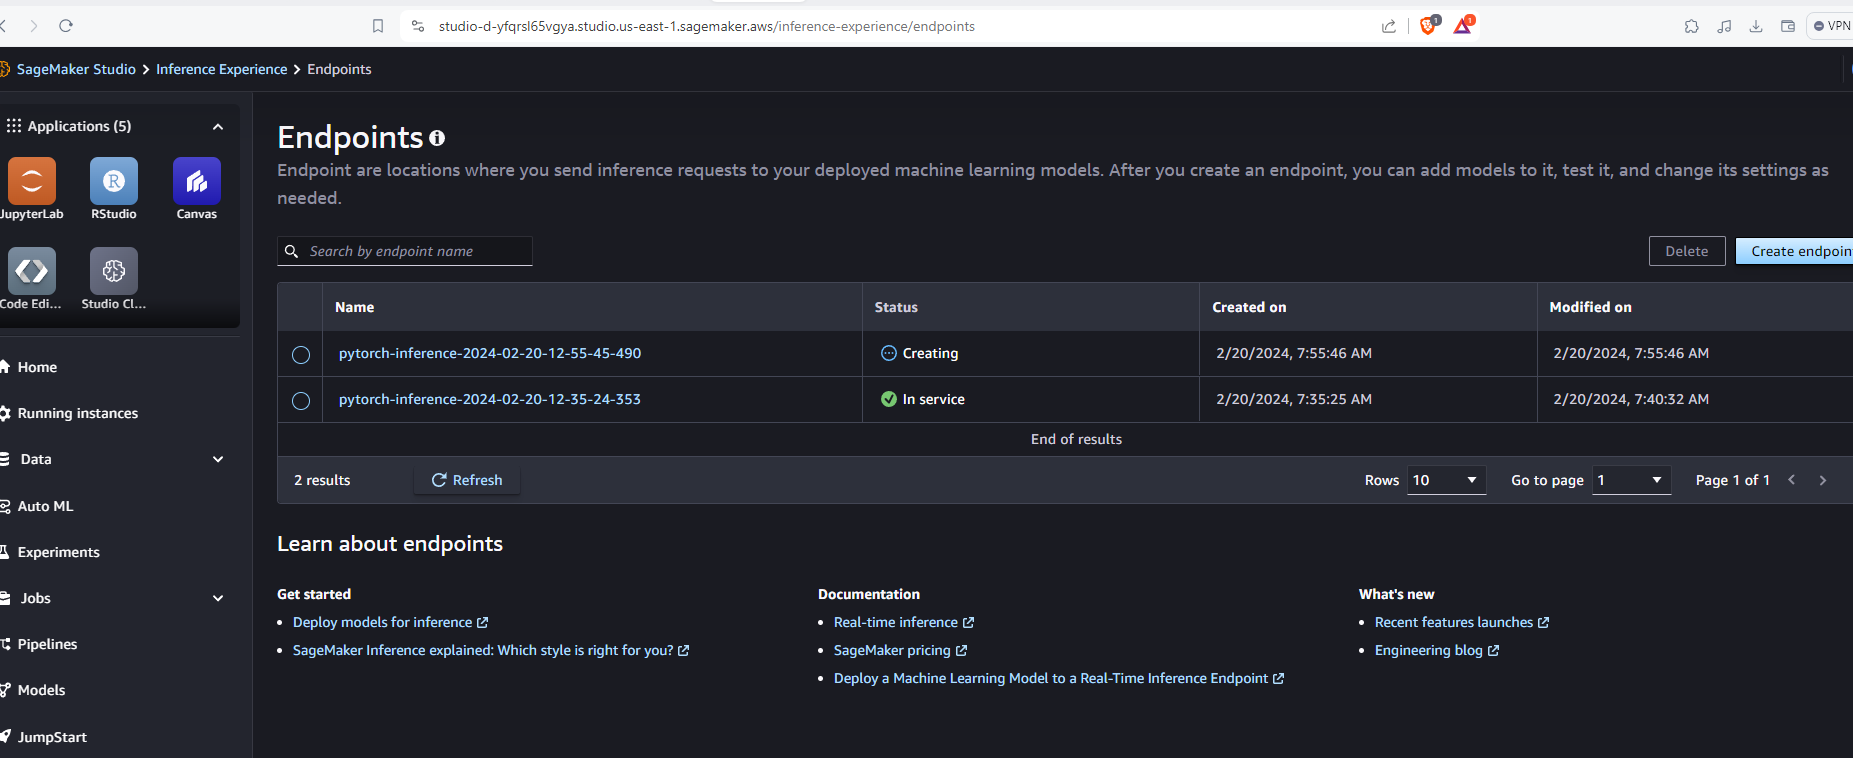 studio-d-yfqrsl65vgya.studio.us-east-1.sagemaker.aws/inference-experience/endpoints
1
1
VPN
SageMaker Studio > Inference Experience > Endpoints
Applications (5)
JupyterLab
RStudio
Canvas
Code Edi...
Studio Cl...
Home
Running instances
Data
Auto ML
Experiments
Jobs
Pipelines
Models
JumpStart
Endpoints
Endpoint are locations where you send inference requests to your deployed machine learning models. After you create an endpoint, you can add models to it, test it, and change its settings as
needed.
Search by endpoint name
Delete
Create endpoin
Name Status Created on Modified on
pytorch-inference-2024-02-20-12-55-45-490 Creating 2/20/2024, 7:55:46 AM 2/20/2024, 7:55:46 AM
pytorch-inference-2024-02-20-12-35-24-353 In service 2/20/2024, 7:35:25 AM 2/20/2024, 7:40:32 AM
End of results
2 results Refresh Rows 10 Go to page 1 Page 1 of 1
Learn about endpoints
Get started
• Deploy models for inference
• SageMaker Inference explained: Which style is right for you?
Documentation
• Real-time inference
• SageMaker pricing
• Deploy a Machine Learning Model to a Real-Time Inference Endpoint
What's new
• Recent features launches
• Engineering blog